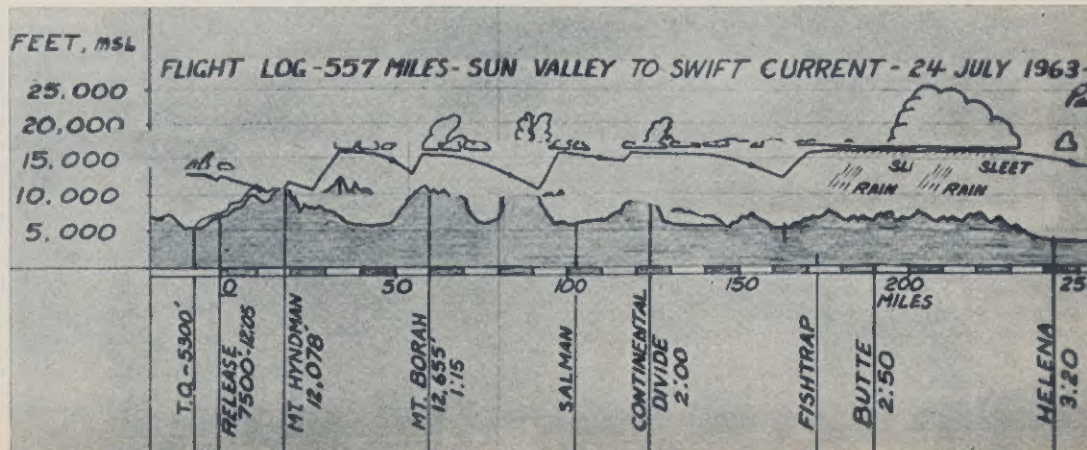 FEET, MSL
FLIGHT LOG - 557 MILES - SUN VALLEY TO SWIFT CURRENT - 24 JULY 1963 -
25,000
20,000
15,000
10,000
5,000
RAIN
RAIN
SLEET
10
50
100
150
200
MILES
T.O. - 5300'
RELEASE
7500-12:05
MT HYNDMAN
12,078'
MT. BORAH
12,655'
1:15
SALMAN
CONTINENTAL
DIVIDE
2:00
FISHTRAP
BUTTE
2:50
HELENA
3:20